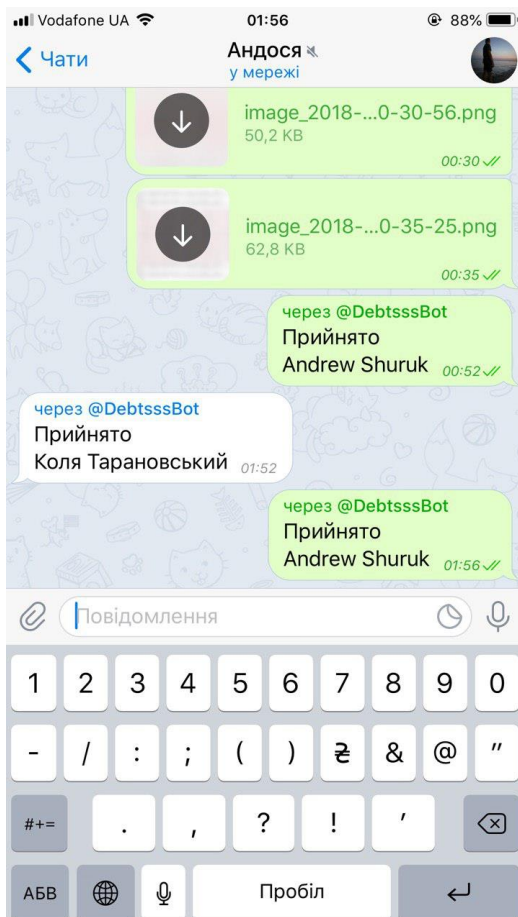 Vodafone UA 01:56 88%
Чати Андося
у мережі
image_2018-...0-30-56.png
50,2 KB
00:30
image_2018-...0-35-25.png
62,8 KB
00:35
через @DebtsssBot
Прийнято
Andrew Shuruk 00:52
через @DebtsssBot
Прийнято
Коля Тарановський 01:52
через @DebtsssBot
Прийнято
Andrew Shuruk 01:56
Повідомлення
1 2 3 4 5 6 7 8 9 0
- / : ; ( ) ₴ & @ "
#+= . , ? ! ’
АБВ Пробіл